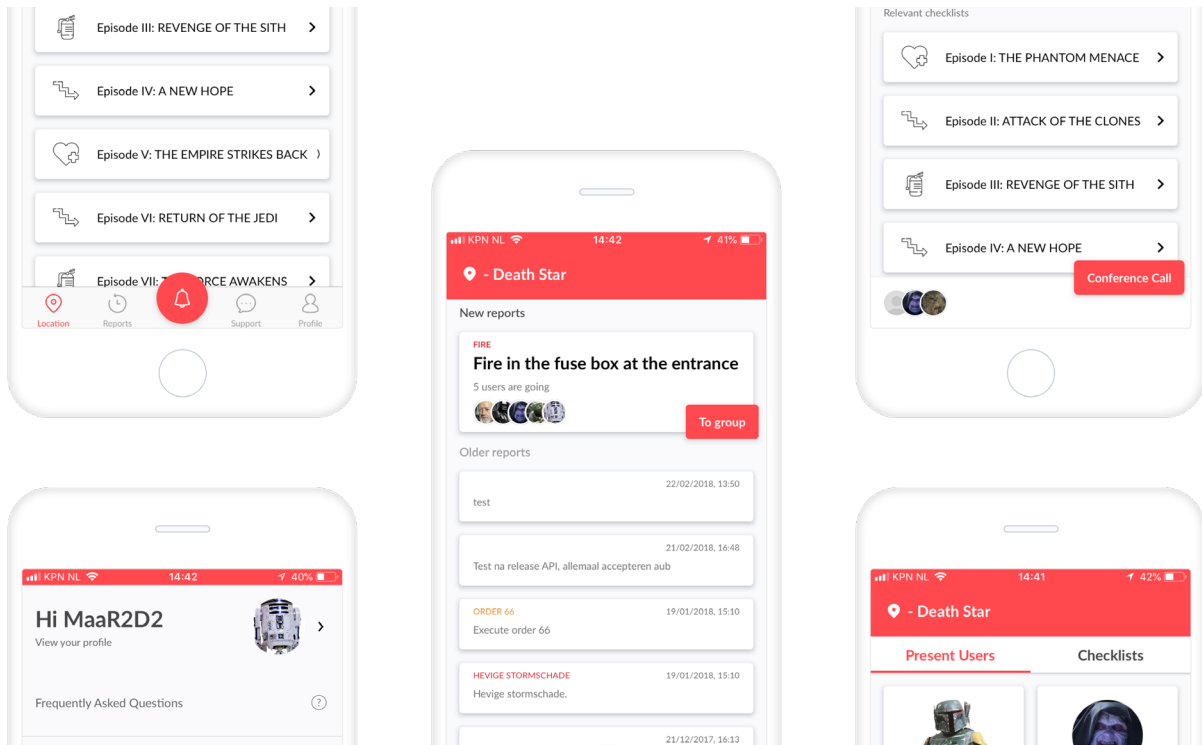 Episode III: REVENGE OF THE SITH
Episode IV: A NEW HOPE
Episode V: THE EMPIRE STRIKES BACK
Episode VI: RETURN OF THE JEDI
Episode VII: T RCE AWAKENS
Location
Reports
Support
Profile
KPN NL
14:42
40%
Hi MaaR2D2
View your profile
Frequently Asked Questions
?
KPN NL
14:42
41%
- Death Star
New reports
FIRE
Fire in the fuse box at the entrance
5 users are going
To group
Older reports
22/02/2018, 13:50
test
21/02/2018, 16:48
Test na release API, allemaal accepteren aub
ORDER 66
19/01/2018, 15:10
Execute order 66
HEVIGE STORMSCHADE
19/01/2018, 15:10
Hevige stormschade.
21/12/2017, 16:13
Relevant checklists
Episode I: THE PHANTOM MENACE
Episode II: ATTACK OF THE CLONES
Episode III: REVENGE OF THE SITH
Episode IV: A NEW HOPE
Conference Call
KPN NL
14:41
42%
- Death Star
Present Users
Checklists